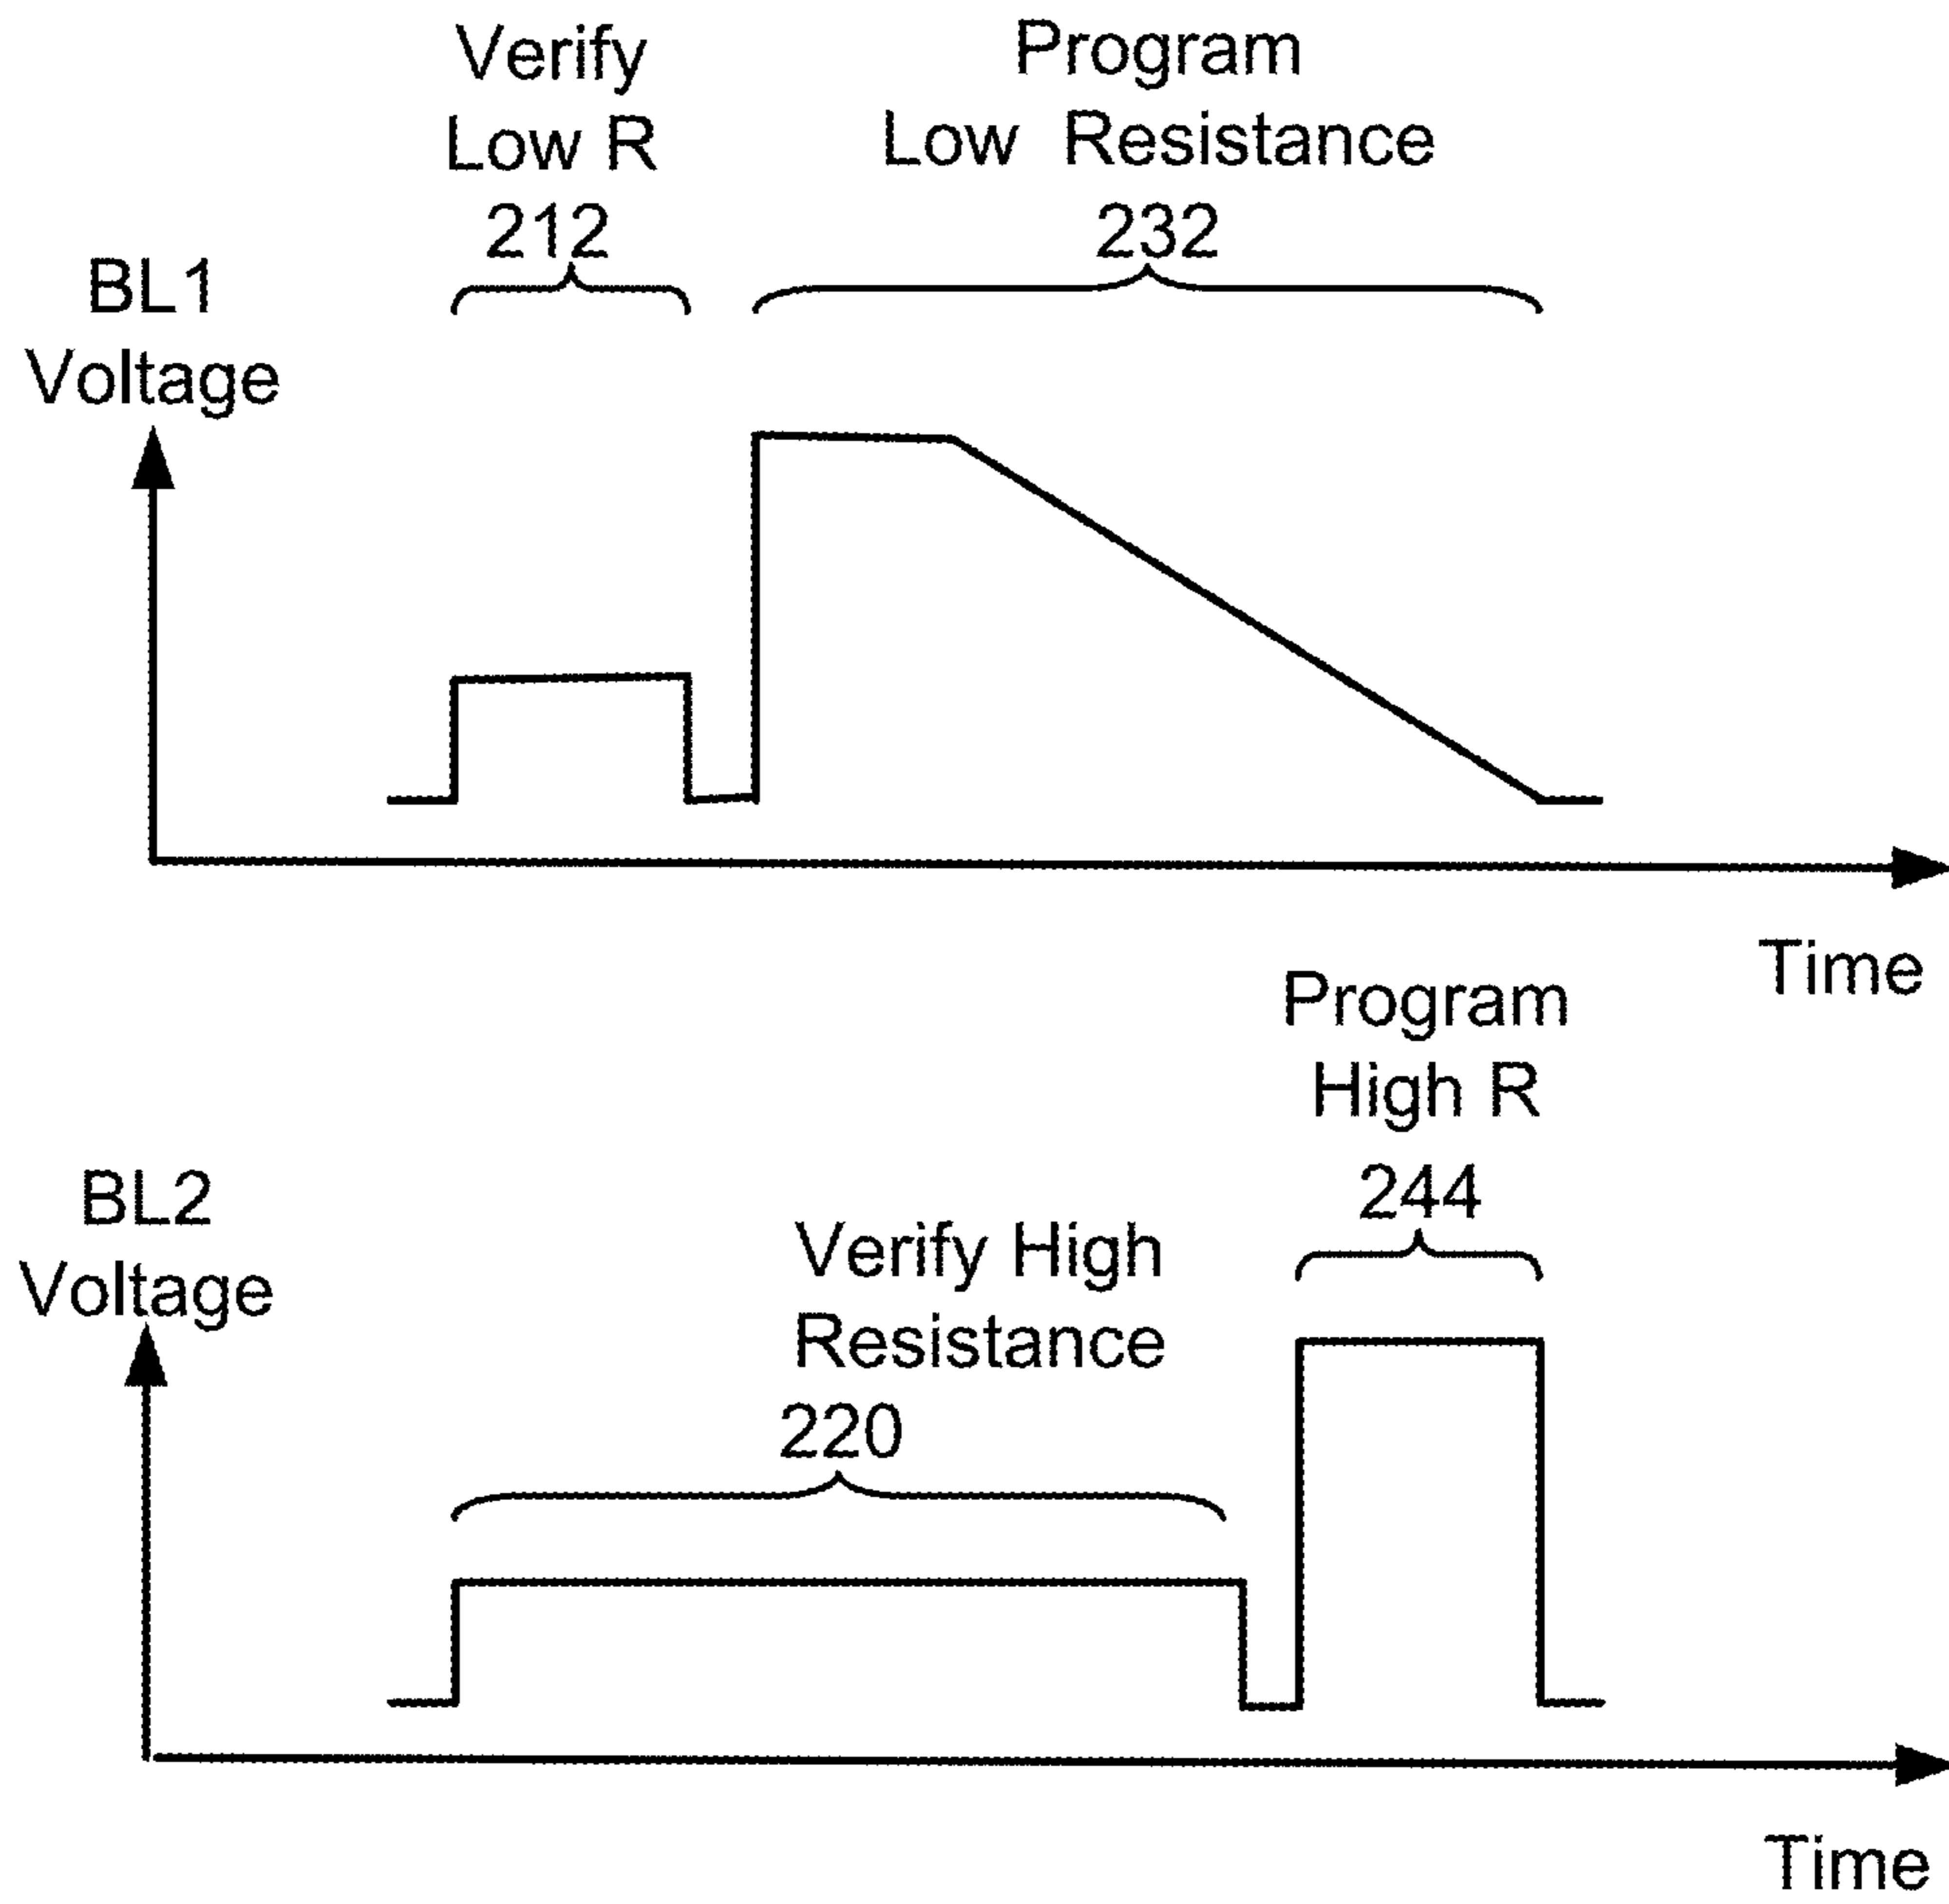 Verify
Low R
212
Program
Low Resistance
232
BL1
Voltage
Time
Program
High R
244
BL2
Voltage
Verify High
Resistance
220
Time